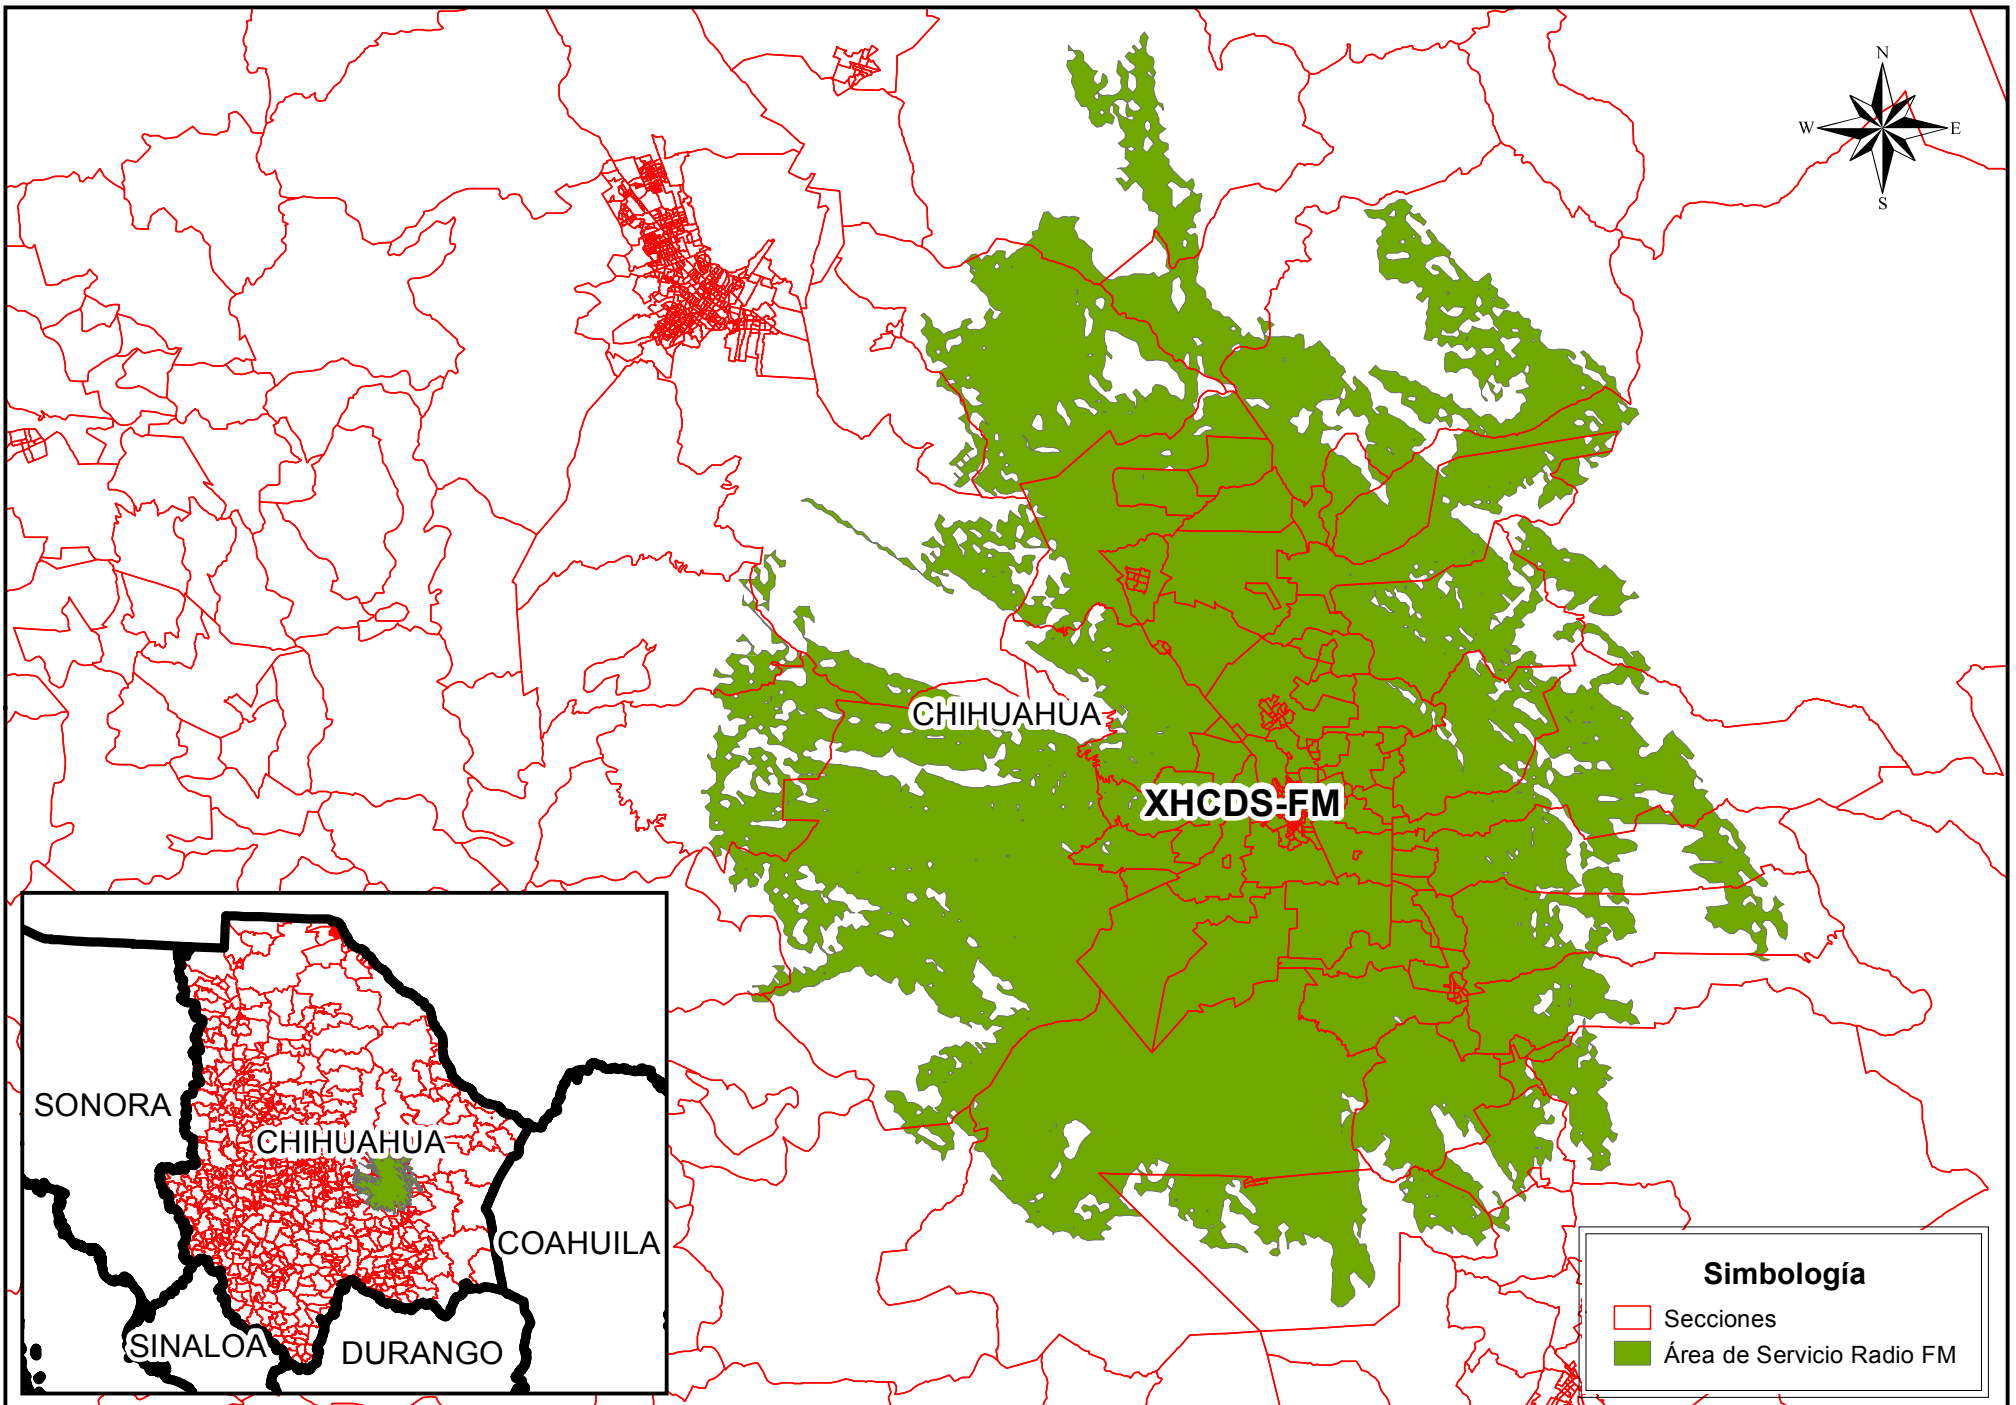 N
W E
S
CHIHUAHUA
XHCDS-FM
SONORA
CHIHUAHUA
COAHUILA
SINALOA
DURANGO
Simbología
Secciones
Área de Servicio Radio FM